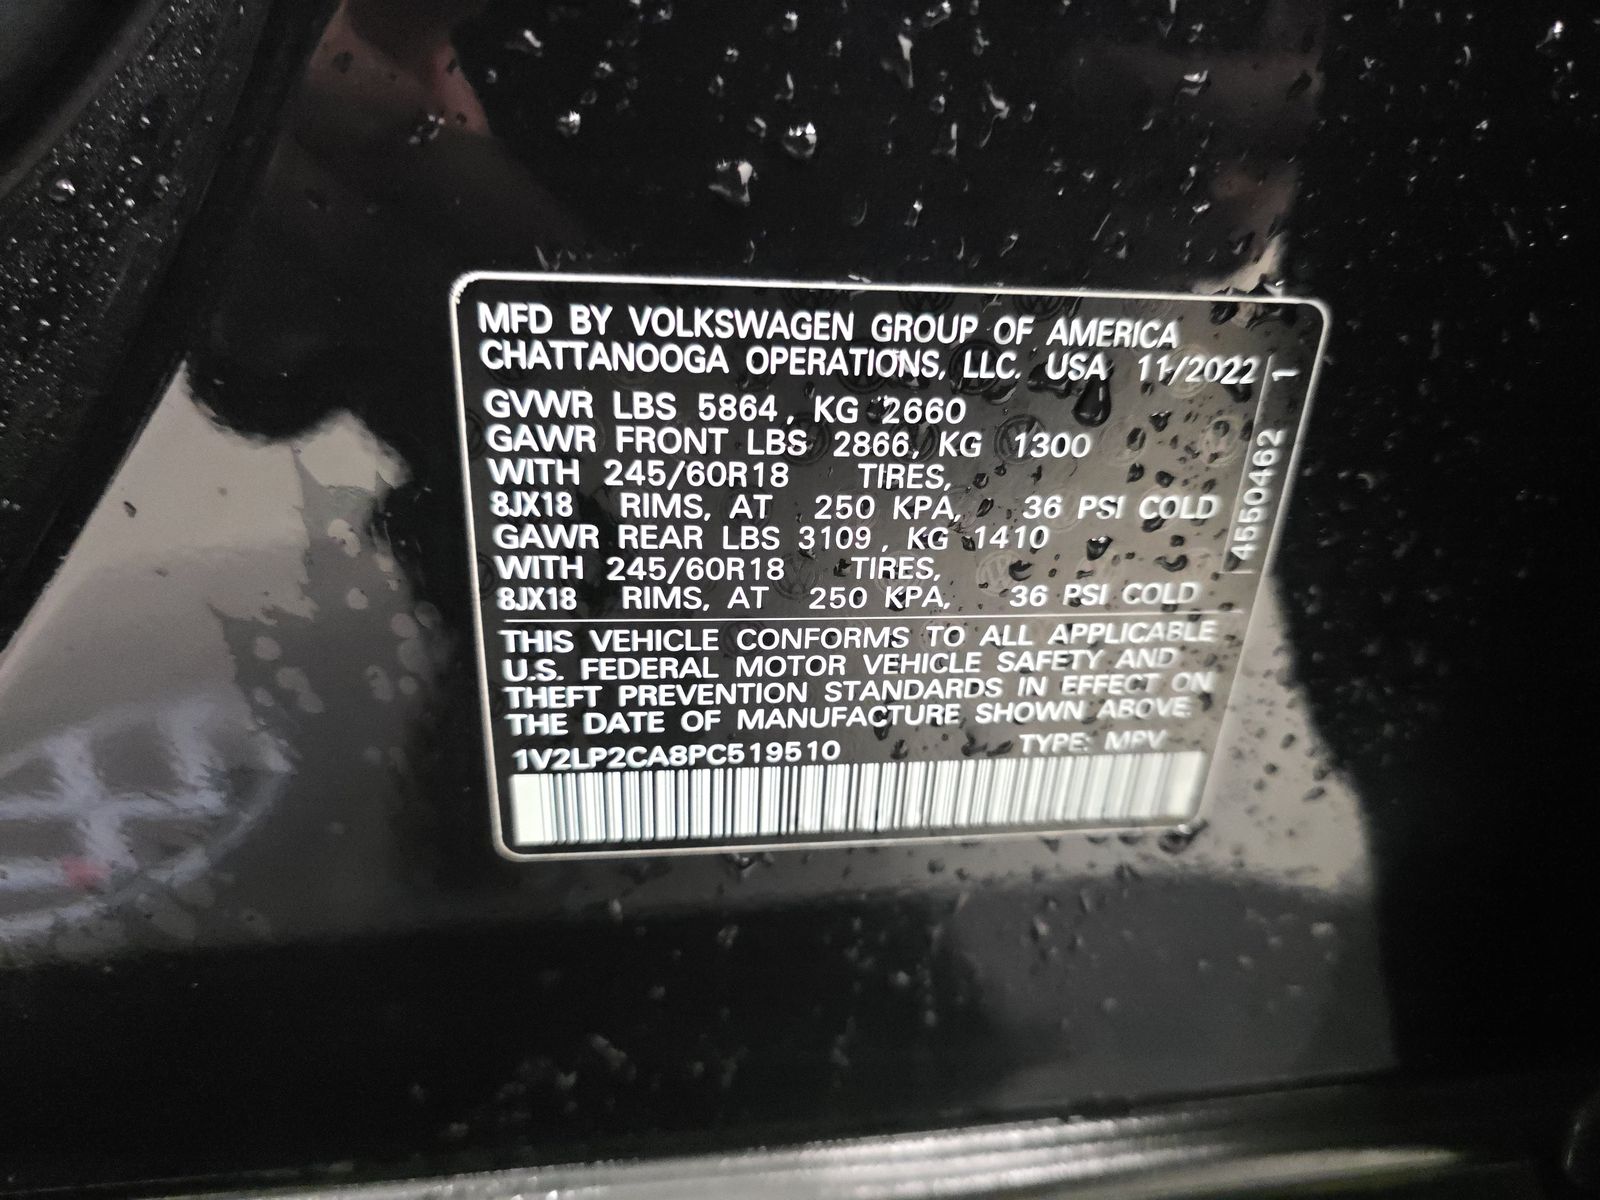 MFD BY VOLKSWAGEN GROUP OF AMERICA
CHATTANOOGA OPERATIONS, LLC. USA 11/2022
GVWR LBS 5864, KG 2660
GAWR FRONT LBS 2866, KG 1300
WITH 245/60R18 TIRES,
8JX18 RIMS, AT 250 KPA, 36 PSI COLD
GAWR REAR LBS 3109, KG 1410
WITH 245/60R18 TIRES,
8JX18 RIMS, AT 250 KPA, 36 PSI COLD
THIS VEHICLE CONFORMS TO ALL APPLICABLE
U.S. FEDERAL MOTOR VEHICLE SAFETY AND
THEFT PREVENTION STANDARDS IN EFFECT ON
THE DATE OF MANUFACTURE SHOWN ABOVE.
1V2LP2CA8PC519510 TYPE: MPV
45504462 1